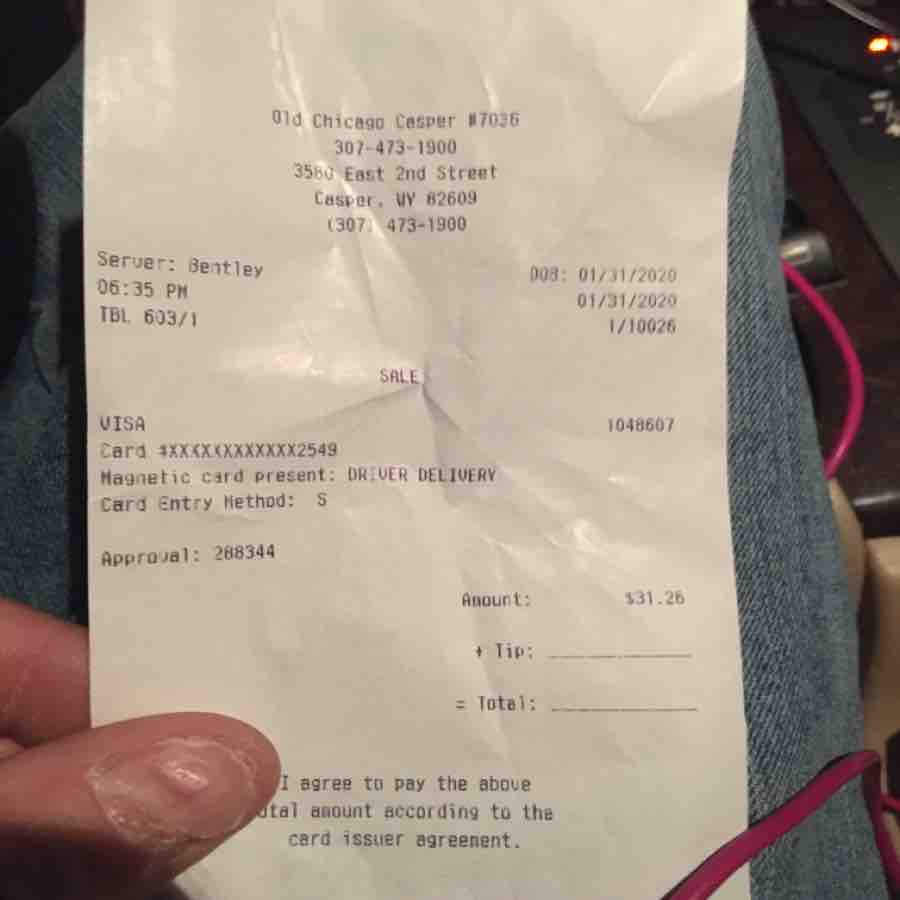 Old Chicago Casper #7036
307-473-1900
3580 East 2nd Street
Casper, WY 82609
(307) 473-1900
Server: Bentley
DOB: 01/31/2020
06:35 PM
01/31/2020
TBL 603/1
1/10026
SALE
VISA
1048607
Card #XXXXXXXXXXXX2549
Magnetic card present: DRIVER DELIVERY
Card Entry Method: S
Approval: 288344
Amount: $31.26
+ Tip:
= Total:
I agree to pay the above
amount according to the
card issuer agreement.